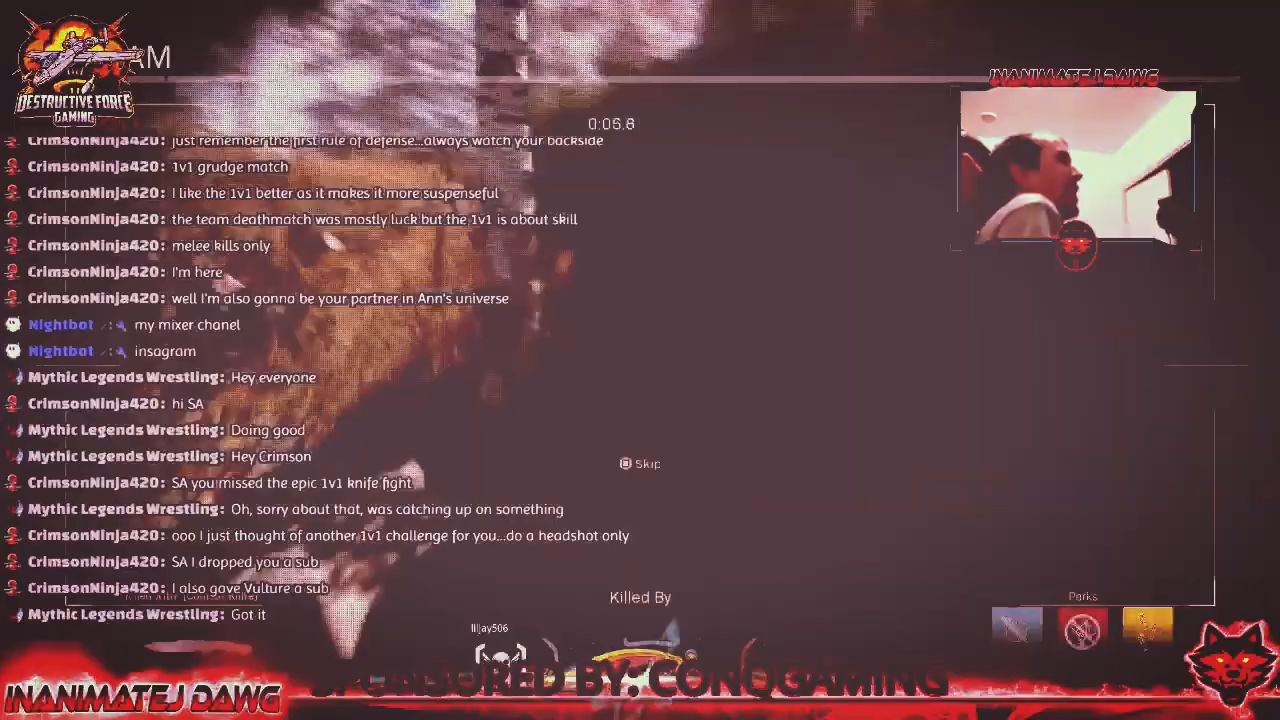 AM
DESTRUCTIVE FORCE
GAMING
INANIMATEJ DAWG
0:06.8
CrimsonNinja420: just remember the first rule of defense...always watch your backside
CrimsonNinja420: 1v1 grudge match
CrimsonNinja420: I like the 1v1 better as it makes it more suspenseful
CrimsonNinja420: the team deathmatch was mostly luck but the 1v1 is about skill
CrimsonNinja420: melee kills only
CrimsonNinja420: I'm here
CrimsonNinja420: well I'm also gonna be your partner in Ann's universe
Nightbot : my mixer chanel
Nightbot : insagram
Mythic Legends Wrestling: Hey everyone
CrimsonNinja420: hi SA
Mythic Legends Wrestling: Doing good
Mythic Legends Wrestling: Hey Crimson
Skip
CrimsonNinja420: SA you missed the epic 1v1 knife fight
Mythic Legends Wrestling: Oh, sorry about that, was catching up on something
CrimsonNinja420: ooo I just thought of another 1v1 challenge for you...do a headshot only
CrimsonNinja420: SA I dropped you a sub
CrimsonNinja420: I also gave Vulture a sub
Killed By
Perks
Mythic Legends Wrestling: Got it
liljay506
SPONSORED BY: CONQGAMING
INANIMATEJ DAWG